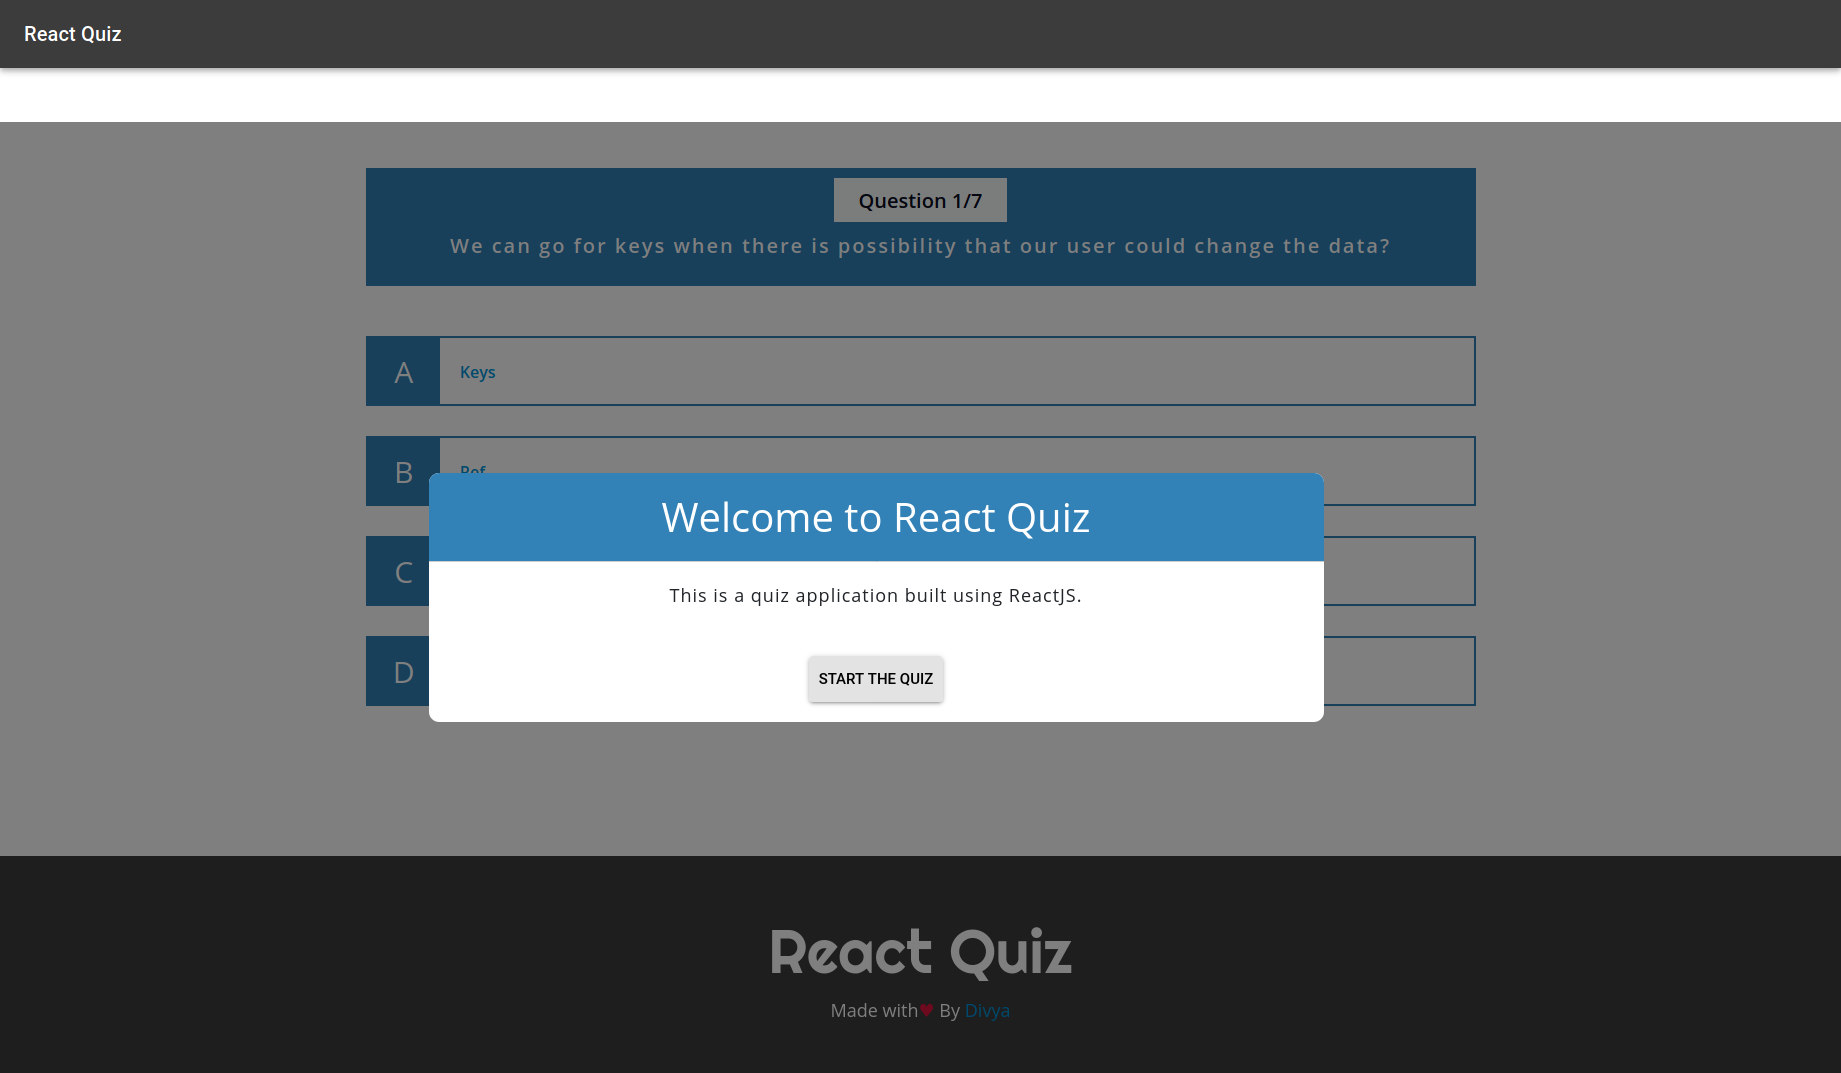 React Quiz
Question 1/7
We can go for keys when there is possibility that our user could change the data?
A
Keys
B
Ref
C
D
Welcome to React Quiz
This is a quiz application built using ReactJS.
START THE QUIZ
React Quiz
Made with♥ By Divya